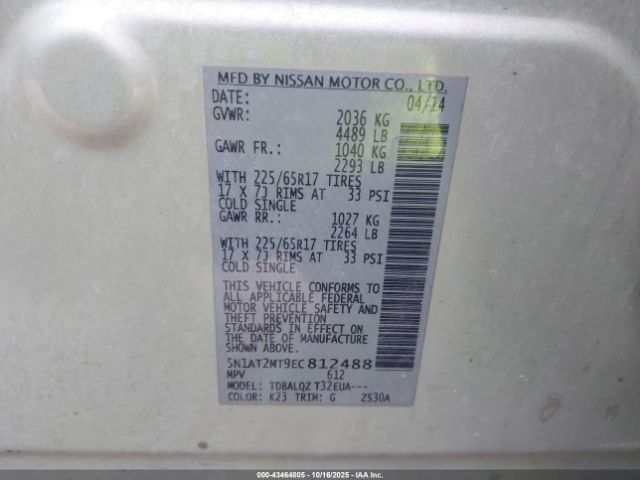 MFD BY NISSAN MOTOR CO., LTD.
DATE: 04/14
GVWR: 2036 KG
4489 LB
GAWR FR.: 1040 KG
2293 LB
WITH 225/65R17 TIRES
17 X 7J RIMS AT 33 PSI
COLD SINGLE
GAWR RR.: 1027 KG
2264 LB
WITH 225/65R17 TIRES
17 X 7J RIMS AT 33 PSI
COLD SINGLE
THIS VEHICLE CONFORMS TO
ALL APPLICABLE FEDERAL
MOTOR VEHICLE SAFETY AND
THEFT PREVENTION
STANDARDS IN EFFECT ON
THE DATE OF MANUFACTURE
SHOWN ABOVE.
5N1AT2MT9EC812488
MPV 612
MODEL: TDBALQZ T32EUA---
COLOR: K23 TRIM: G ZS30A
000-43464805 - 10/16/2025 - IAAI, Inc.